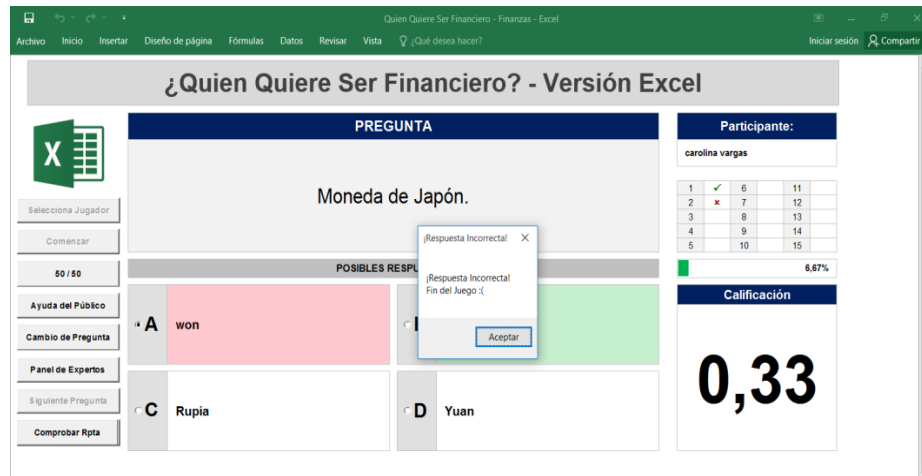 Quien Quiere Ser Financiero - Finanzas - Excel
Archivo Inicio Insertar Diseño de página Fórmulas Datos Revisar Vista ¿Qué desea hacer? Iniciar sesión Compartir
¿Quien Quiere Ser Financiero? - Versión Excel
X
Selecciona Jugador
Comenzar
50 / 50
Ayuda del Público
Cambio de Pregunta
Panel de Expertos
Siguiente Pregunta
Comprobar Rpta
PREGUNTA
Moneda de Japón.
POSIBLES RESPU
A won
C Rupia
D Yuan
¡Respuesta Incorrecta!
¡Respuesta Incorrecta!
Fin del Juego :(
Aceptar
Participante:
carolina vargas
1 ✓ 6 11
2 x 7 12
3 8 13
4 9 14
5 10 15
6,67%
Calificación
0,33